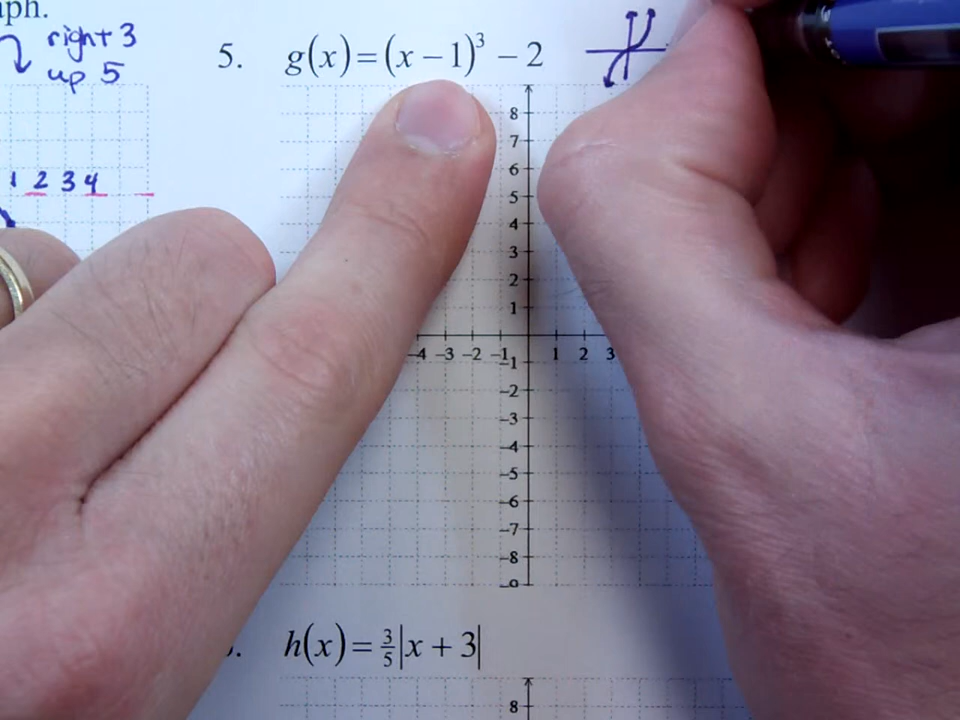 ph.
right 3
up 5
5. g(x) = (x − 1)³ − 2
1 2 3 4
8
7
6
5
4
3
2
1
−4 −3 −2 −1 1 2 3
−1
−2
−3
−4
−5
−6
−7
−8
−9
. h(x) = 3/5 |x + 3|
8